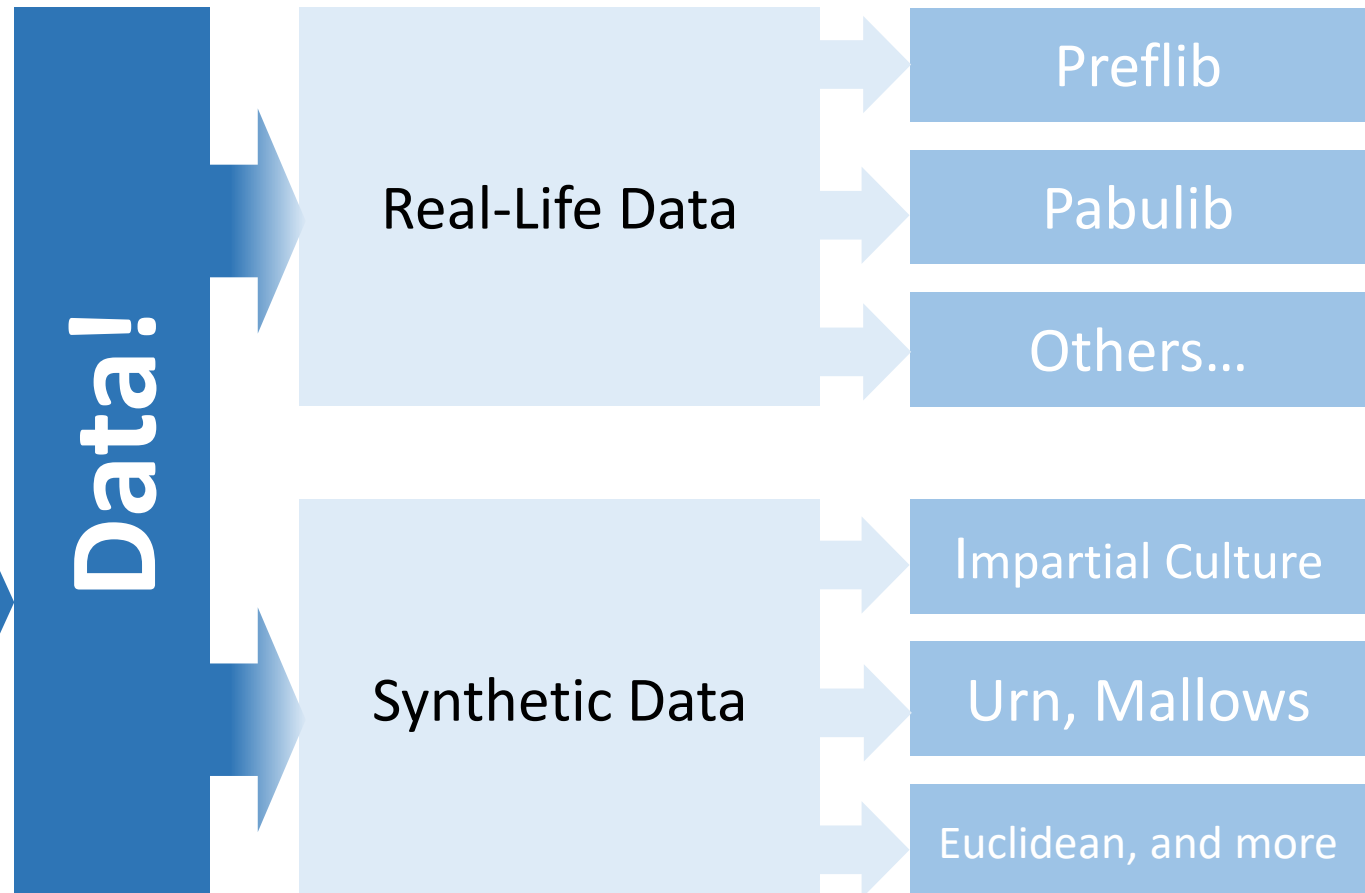 Data!
Real-Life Data
Preflib
Pabulib
Others…
Synthetic Data
Impartial Culture
Urn, Mallows
Euclidean, and more